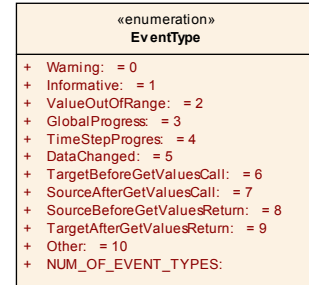 «enumeration»
EventType
+ Warning: = 0
+ Informative: = 1
+ ValueOutOfRange: = 2
+ GlobalProgress: = 3
+ TimeStepProgres: = 4
+ DataChanged: = 5
+ TargetBeforeGetValuesCall: = 6
+ SourceAfterGetValuesCall: = 7
+ SourceBeforeGetValuesReturn: = 8
+ TargetAfterGetValuesReturn: = 9
+ Other: = 10
+ NUM_OF_EVENT_TYPES: